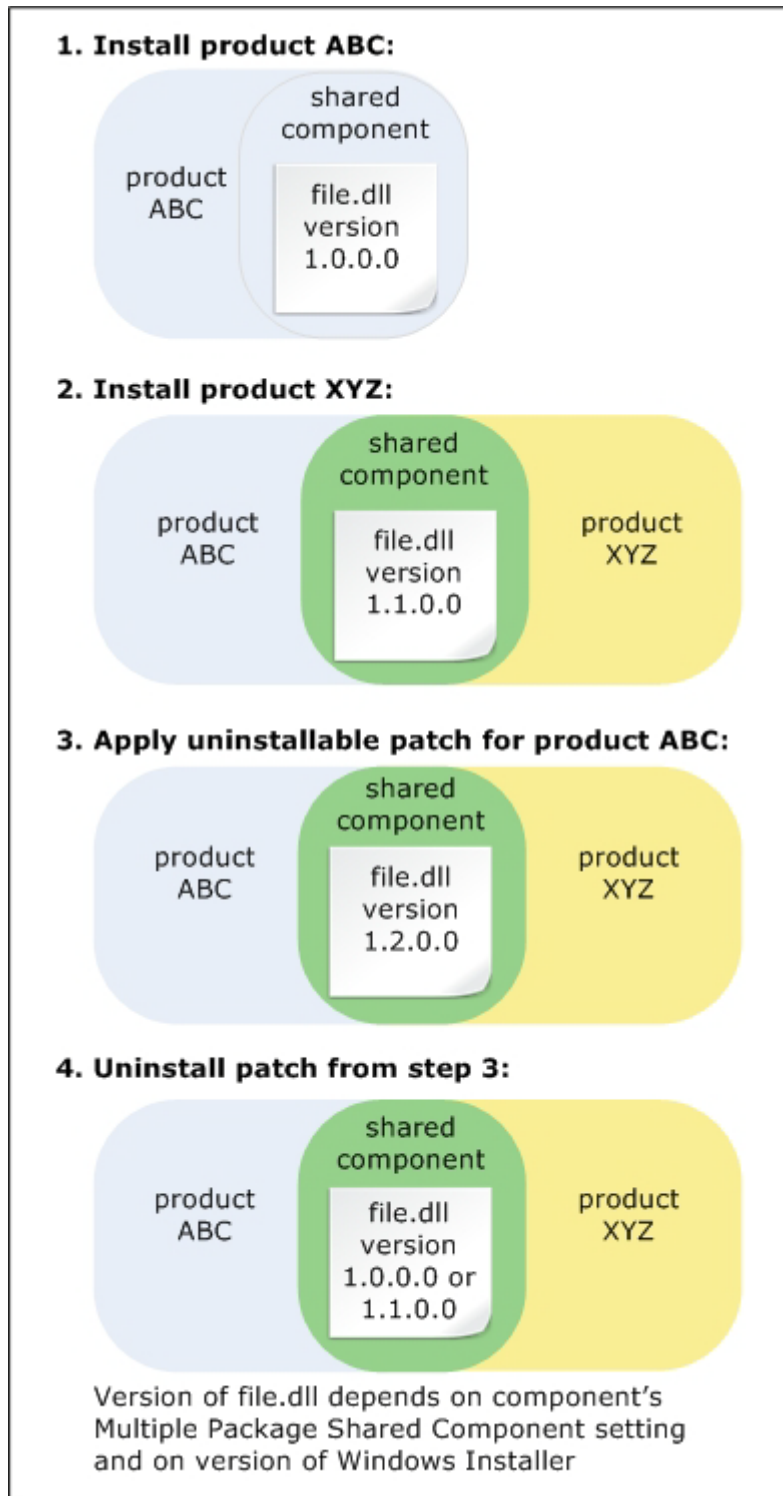 1. Install product ABC:
shared
component
product
ABC
file.dll
version
1.0.0.0
2. Install product XYZ:
shared
component
product
ABC
file.dll
version
1.1.0.0
product
XYZ
3. Apply uninstallable patch for product ABC:
shared
component
product
ABC
file.dll
version
1.2.0.0
product
XYZ
4. Uninstall patch from step 3:
shared
component
product
ABC
file.dll
version
1.0.0.0 or
1.1.0.0
product
XYZ
Version of file.dll depends on component’s
Multiple Package Shared Component setting
and on version of Windows Installer